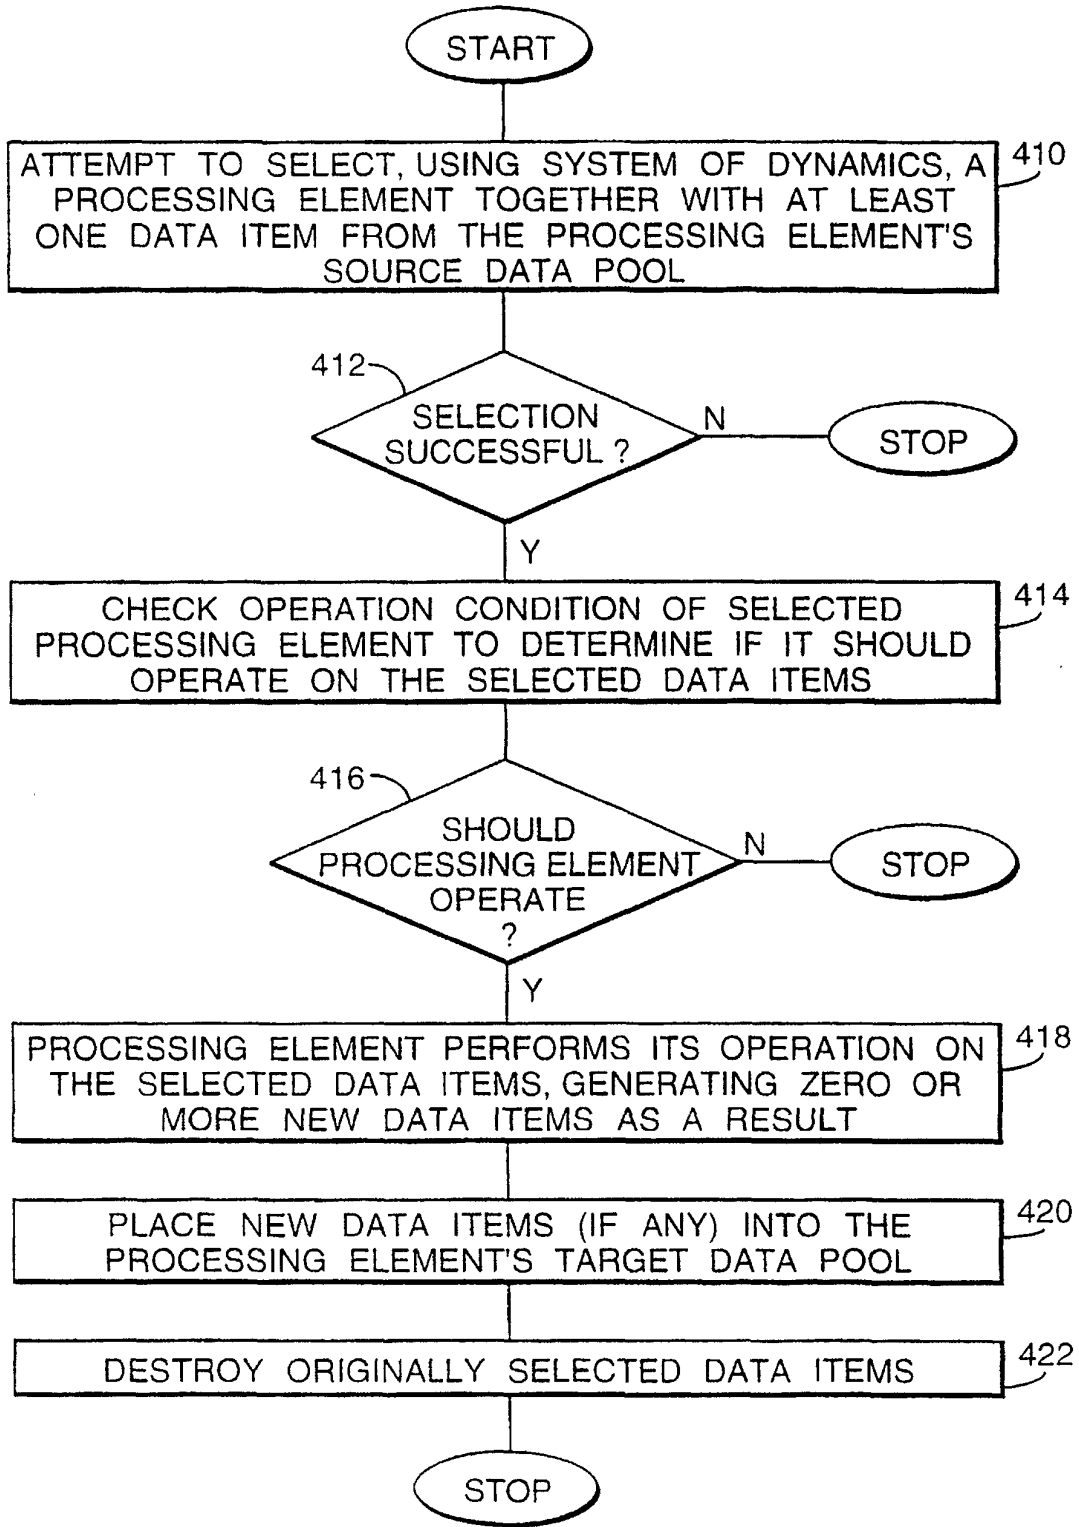 START
410
ATTEMPT TO SELECT, USING SYSTEM OF DYNAMICS, A
PROCESSING ELEMENT TOGETHER WITH AT LEAST
ONE DATA ITEM FROM THE PROCESSING ELEMENT'S
SOURCE DATA POOL
412
SELECTION
SUCCESSFUL ?
N
STOP
Y
414
CHECK OPERATION CONDITION OF SELECTED
PROCESSING ELEMENT TO DETERMINE IF IT SHOULD
OPERATE ON THE SELECTED DATA ITEMS
416
SHOULD
PROCESSING ELEMENT
OPERATE
?
N
STOP
Y
418
PROCESSING ELEMENT PERFORMS ITS OPERATION ON
THE SELECTED DATA ITEMS, GENERATING ZERO OR
MORE NEW DATA ITEMS AS A RESULT
420
PLACE NEW DATA ITEMS (IF ANY) INTO THE
PROCESSING ELEMENT'S TARGET DATA POOL
422
DESTROY ORIGINALLY SELECTED DATA ITEMS
STOP